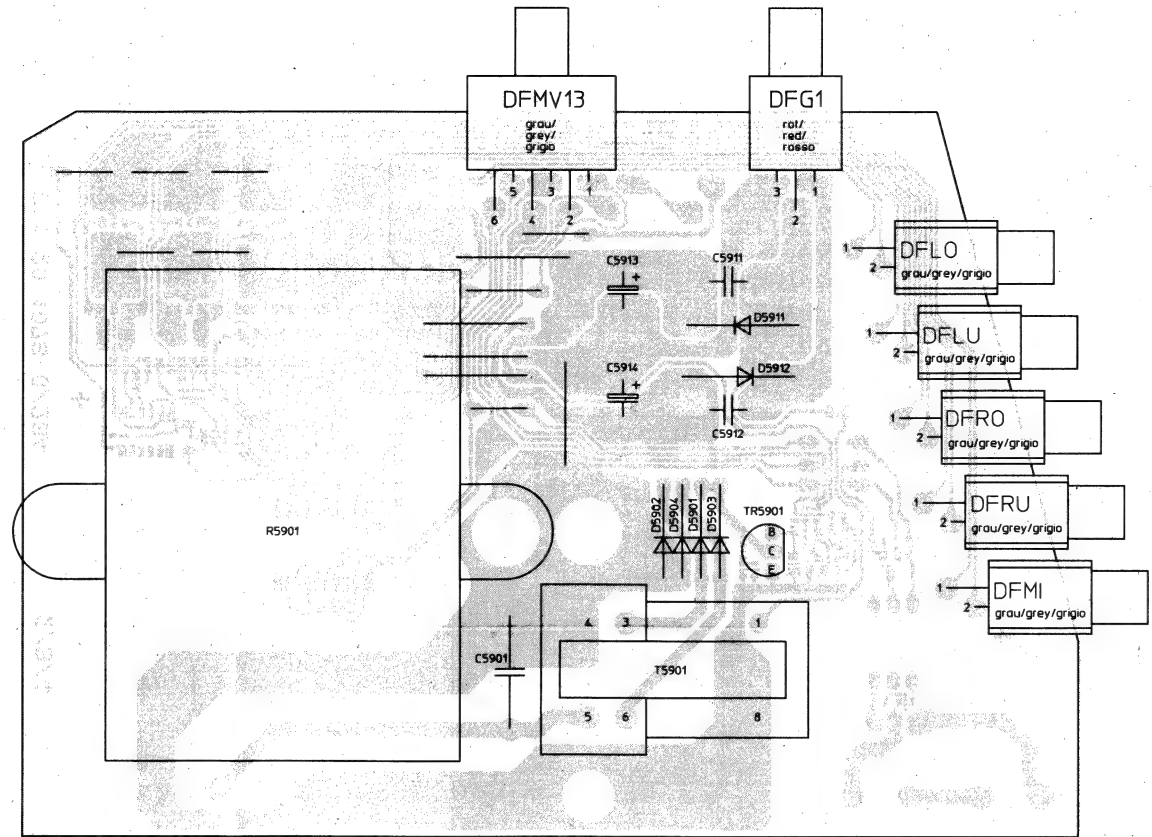 DFMV13
grau/
grey/
grigio
5 3 1
6 4 2
DFG1
rot/
red/
rosso
3 1
2
1
2
DFLO
grau/grey/grigio
1
2
DFLU
grau/grey/grigio
1
2
DFRO
grau/grey/grigio
1
2
DFRU
grau/grey/grigio
1
2
DFMI
grau/grey/grigio
C5913
+
C5911
D5911
C5914
+
D5912
C5912
R5901
D5902
D5904
D5901
D5903
TR5901
B
C
E
C5901
4 3 1
T5901
5 6 8